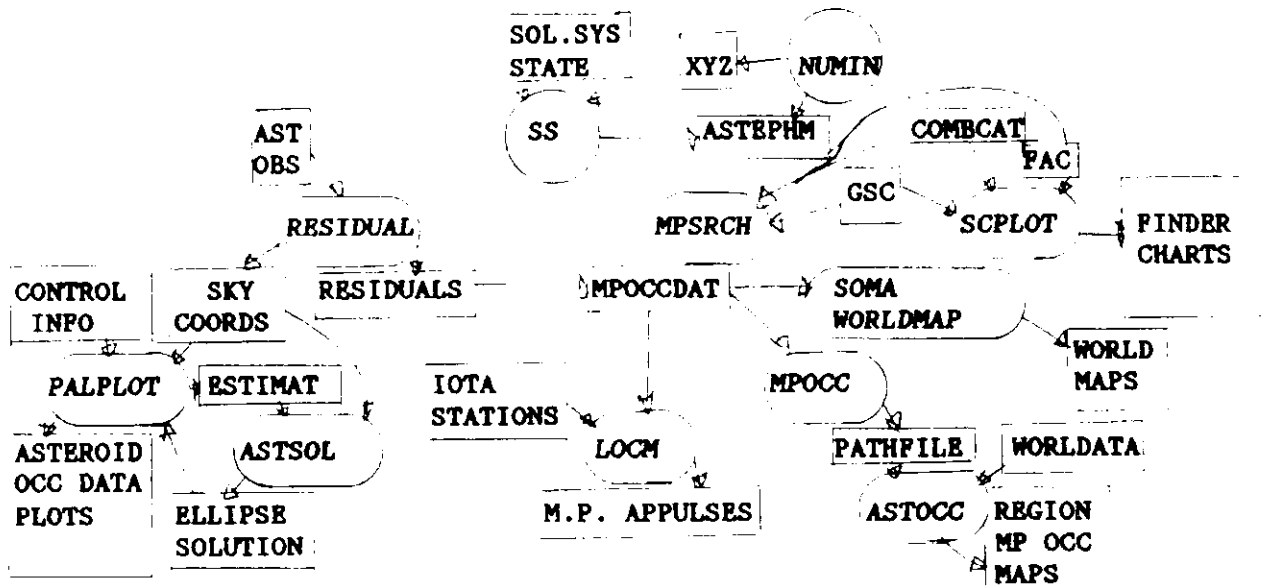 SOL.SYS
STATE
XYZ
NUMIN
AST
OBS
SS
ASTEPHM
COMBCAT
FAC
RESIDUAL
MPSRCH
GSC
SCPLOT
FINDER
CHARTS
CONTROL
INFO
SKY
COORDS
RESIDUALS
MPOCCDAT
SOMA
WORLDMAP
WORLD
MAPS
PALPLOT
ESTIMAT
IOTA
STATIONS
MPOCC
ASTEROID
OCC DATA
PLOTS
ASTSOL
LOCM
PATHFILE
WORLDATA
ELLIPSE
SOLUTION
M.P. APPULSES
ASTOCC
REGION
MP OCC
MAPS